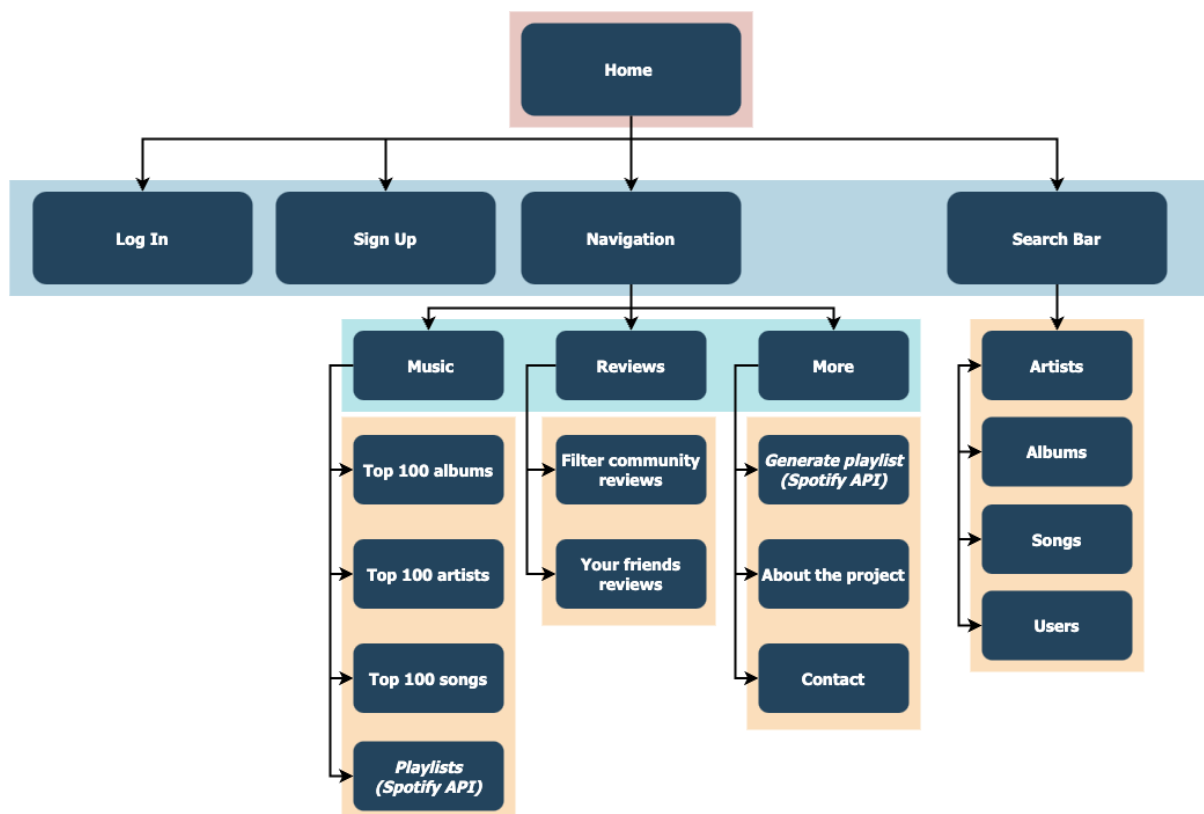 Home
Log In
Sign Up
Navigation
Search Bar
Music
Reviews
More
Artists
Top 100 albums
Filter community
reviews
Generate playlist
(Spotify API)
Albums
Top 100 artists
Your friends
reviews
About the project
Songs
Top 100 songs
Contact
Users
Playlists
(Spotify API)